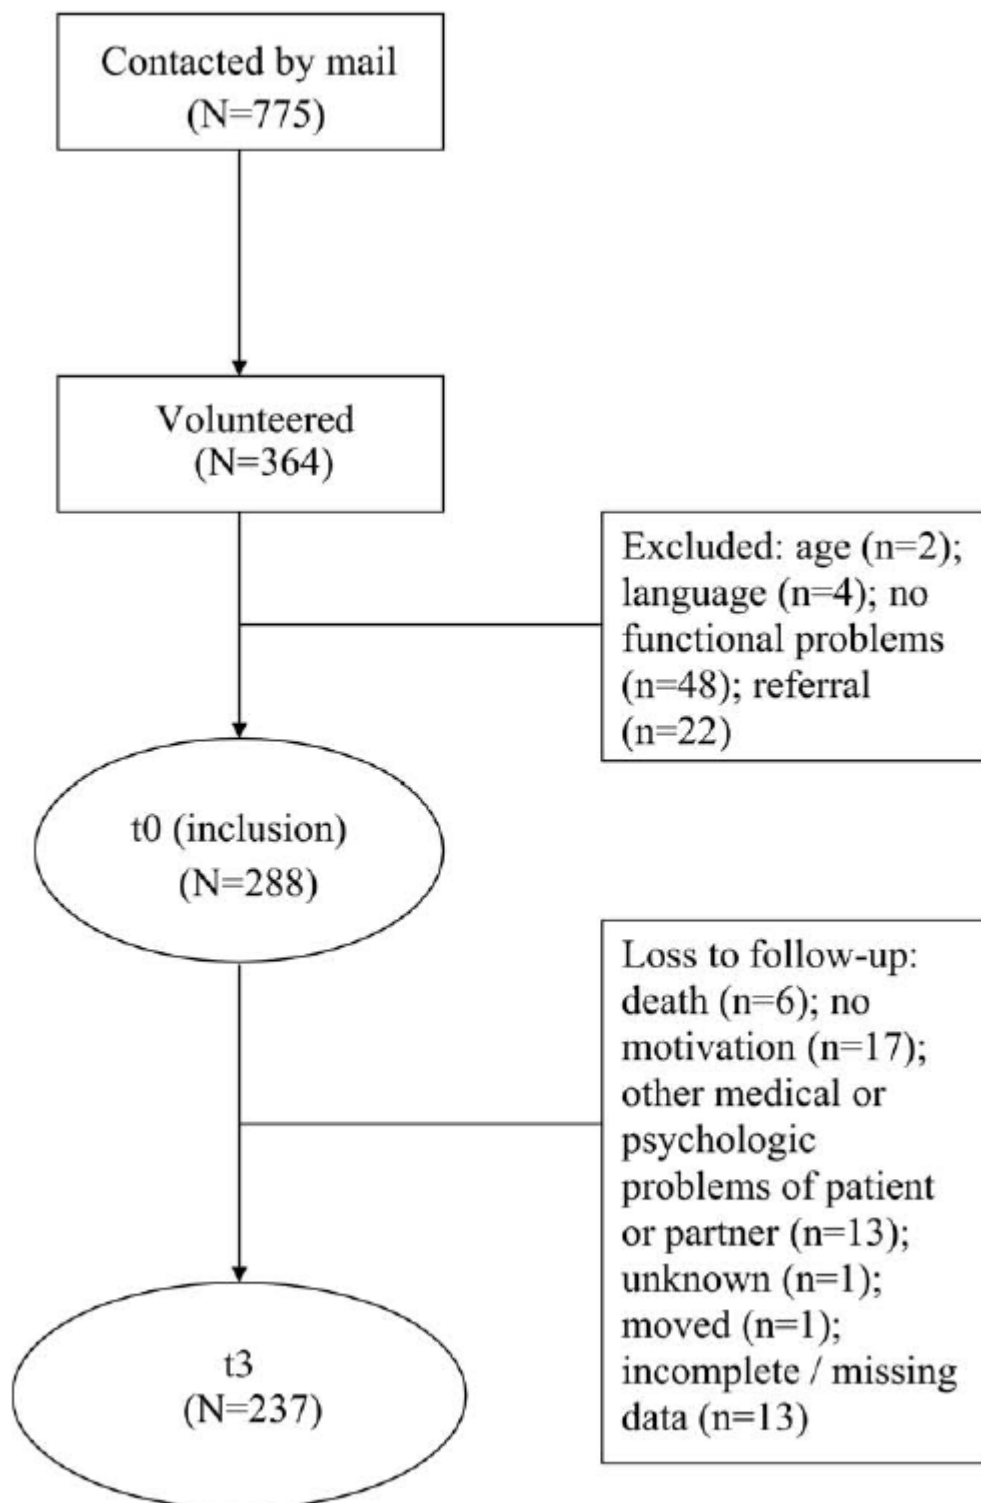 Contacted by mail
(N=775)
Volunteered
(N=364)
Excluded: age (n=2);
language (n=4); no
functional problems
(n=48); referral
(n=22)
t0 (inclusion)
(N=288)
Loss to follow-up:
death (n=6); no
motivation (n=17);
other medical or
psychologic
problems of patient
or partner (n=13);
unknown (n=1);
moved (n=1);
incomplete / missing
data (n=13)
t3
(N=237)